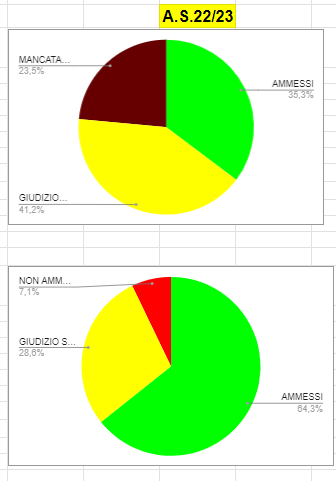 A.S.22/23
MANCATA...
23,5%
AMMESSI
35,3%
GIUDIZIO...
41,2%
NON AMM...
7,1%
GIUDIZIO S...
28,6%
AMMESSI
64,3%